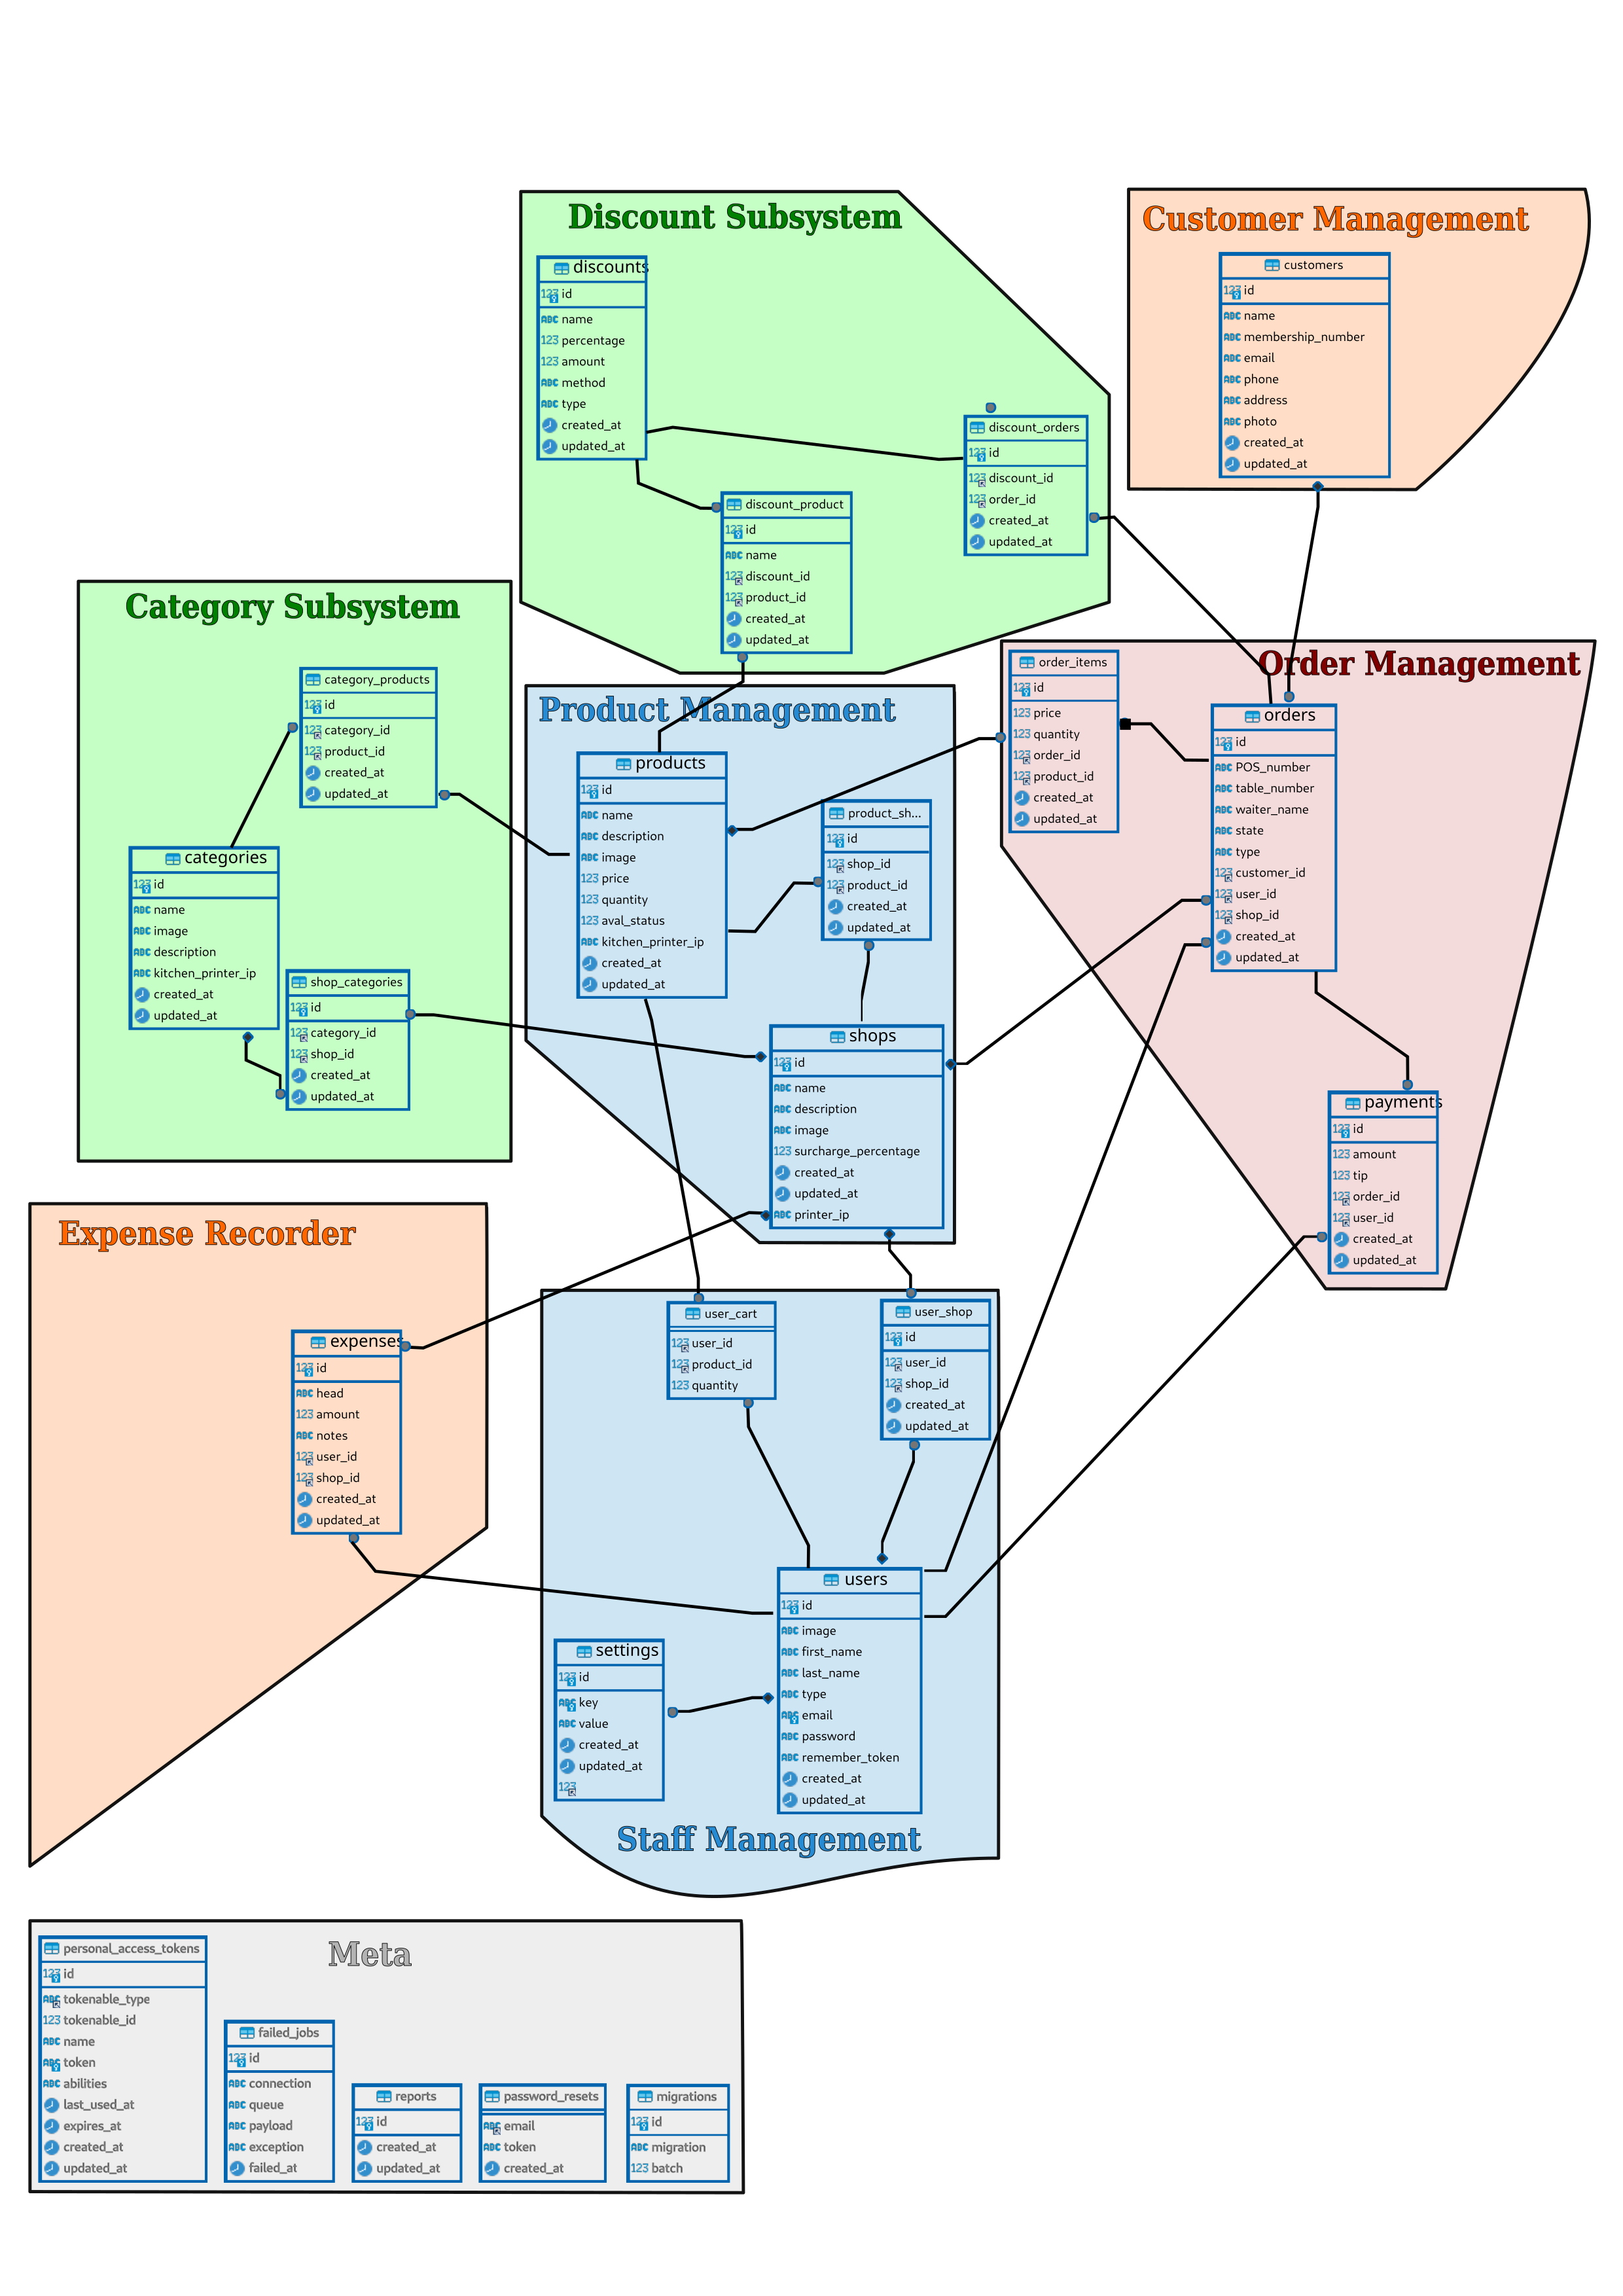 Discount Subsystem
discounts
id
name
percentage
amount
method
type
created_at
updated_at
discount_orders
id
discount_id
order_id
created_at
updated_at
discount_product
id
name
discount_id
product_id
created_at
updated_at
Customer Management
customers
id
name
membership_number
email
phone
address
photo
created_at
updated_at
Category Subsystem
category_products
id
category_id
product_id
created_at
updated_at
categories
id
name
image
description
kitchen_printer_ip
created_at
updated_at
shop_categories
id
category_id
shop_id
created_at
updated_at
Product Management
products
id
name
description
image
price
quantity
aval_status
kitchen_printer_ip
created_at
updated_at
product_sh...
id
shop_id
product_id
created_at
updated_at
shops
id
name
description
image
surcharge_percentage
created_at
updated_at
printer_ip
Order Management
order_items
id
price
quantity
order_id
product_id
created_at
updated_at
orders
id
POS_number
table_number
waiter_name
state
type
customer_id
user_id
shop_id
created_at
updated_at
payments
id
amount
tip
order_id
user_id
created_at
updated_at
Expense Recorder
expenses
id
head
amount
notes
user_id
shop_id
created_at
updated_at
user_cart
user_id
product_id
quantity
user_shop
id
user_id
shop_id
created_at
updated_at
users
id
image
first_name
last_name
type
email
password
remember_token
created_at
updated_at
settings
id
key
value
created_at
updated_at
Staff Management
Meta
personal_access_tokens
id
tokenable_type
tokenable_id
name
token
abilities
last_used_at
expires_at
created_at
updated_at
failed_jobs
id
connection
queue
payload
exception
failed_at
reports
id
created_at
updated_at
password_resets
email
token
created_at
migrations
id
migration
batch